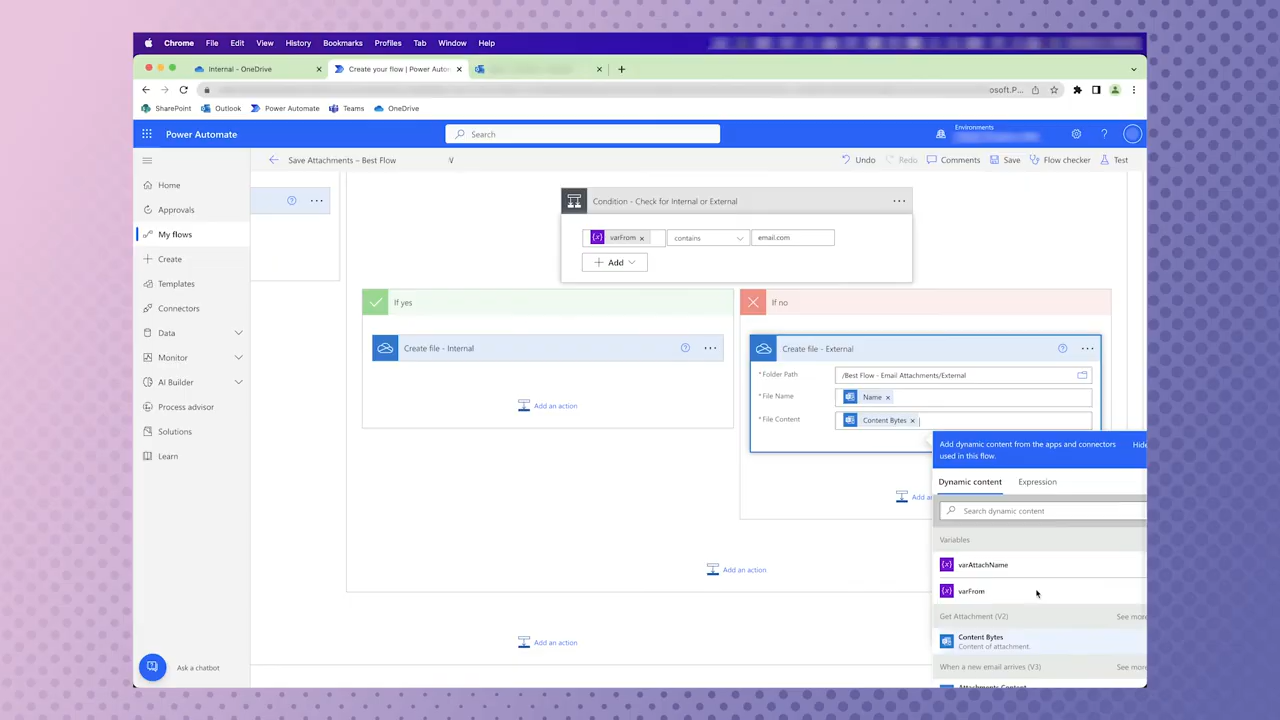 Chrome File Edit View History Bookmarks Profiles Tab Window Help
Internal - OneDrive
Create your flow | Power Autom
osoft.P...
SharePoint Outlook Power Automate Teams OneDrive
Power Automate
Search
Environments
Save Attachments – Best Flow
Undo Redo Comments Save Flow checker Test
Home
Approvals
My flows
Create
Templates
Connectors
Data
Monitor
AI Builder
Process advisor
Solutions
Learn
Ask a chatbot
Condition - Check for Internal or External
{x} varFrom
contains
email.com
Add
If yes
Create file - Internal
Add an action
If no
Create file - External
*Folder Path
/Best Flow - Email Attachments/External
*File Name
Name
*File Content
Content Bytes
Add a
Add an action
Add an action
Add dynamic content from the apps and connectors used in this flow.
Hide
Dynamic content Expression
Search dynamic content
Variables
{x} varAttachName
{x} varFrom
Get Attachment (V2)
See more
Content Bytes
Content of attachment.
When a new email arrives (V3)
See more
Attachments Content